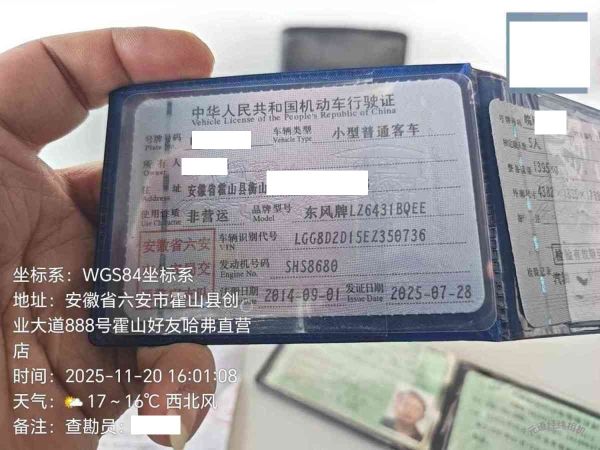 中华人民共和国机动车行驶证
Vehicle License of the People's Republic of China
号牌号码 车辆类型 小型普通客车
Plate No. Vehicle Type
所有人
Owner
住址 安徽省霍山县衡山
Address
使用性质 非营运 品牌型号 东风牌LZ6431BQEE
Use Character Model
安徽省六安 车辆识别代号 LGG8D2D15EZ350736
VIN
发动机号码 SHS8680
Engine No.
注册日期 2014-09-01 发证日期 2025-07-28
Issue Date
5人
坐标系：WGS84坐标系
地址：安徽省六安市霍山县创
业大道888号霍山好友哈弗直营
店
时间：2025-11-20 16:01:08
天气：17～16℃ 西北风
备注：查勘员：